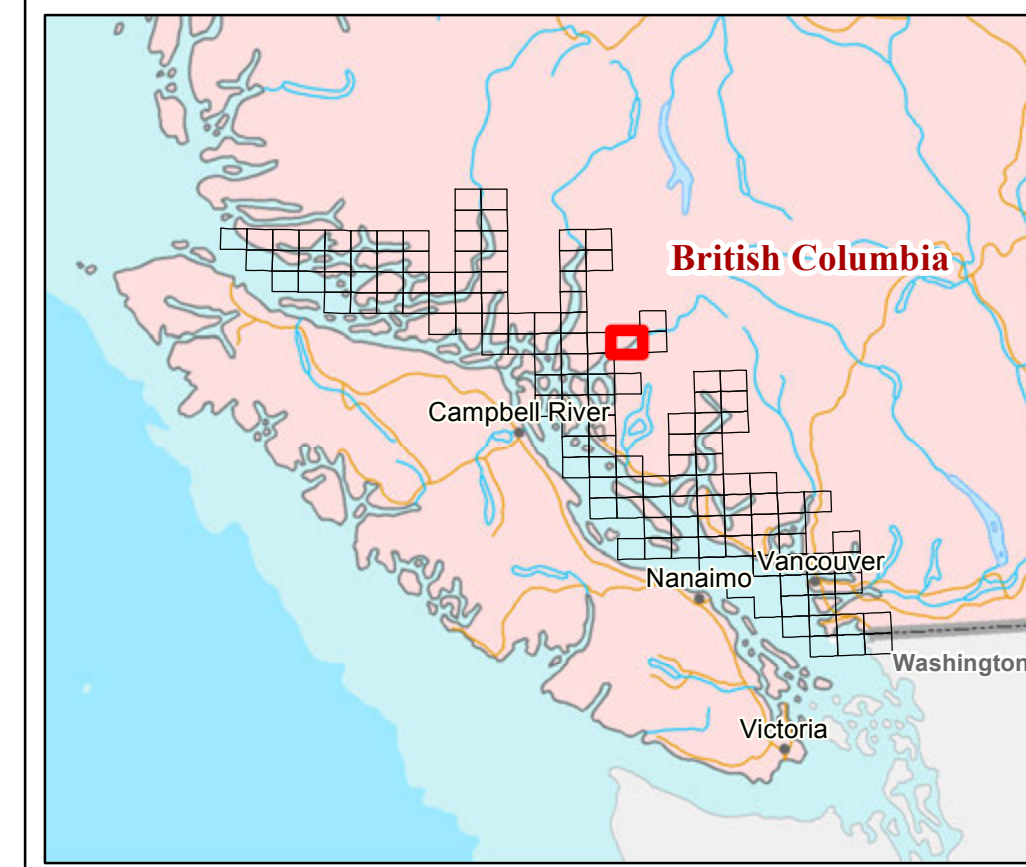 British Columbia
Campbell River
Vancouver
Nanaimo
Washington
Victoria